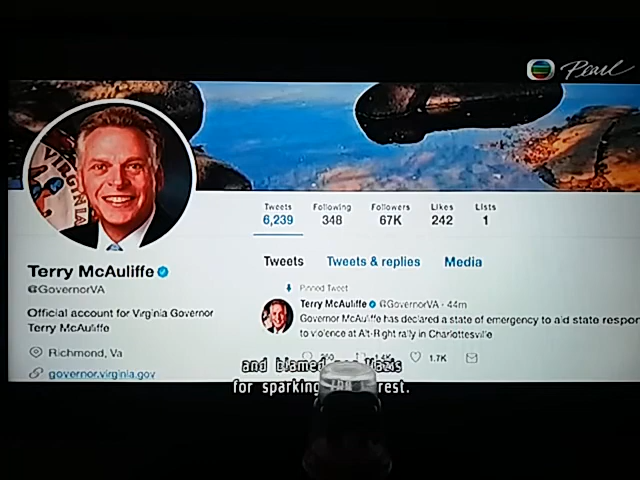 Pearl
VIRGINIA
Tweets Following Followers Likes Lists
6,239 348 67K 242 1
Terry McAuliffe
@GovernorVA
Official account for Virginia Governor
Terry McAuliffe
Richmond, Va
governor.virginia.gov
Tweets Tweets & replies Media
Pinned Tweet
Terry McAuliffe @GovernorVA · 44m
Governor McAuliffe has declared a state of emergency to aid state respon
to violence at Alt-Right rally in Charlottesville
1.7K
and blamed Nazis
for sparking rest.